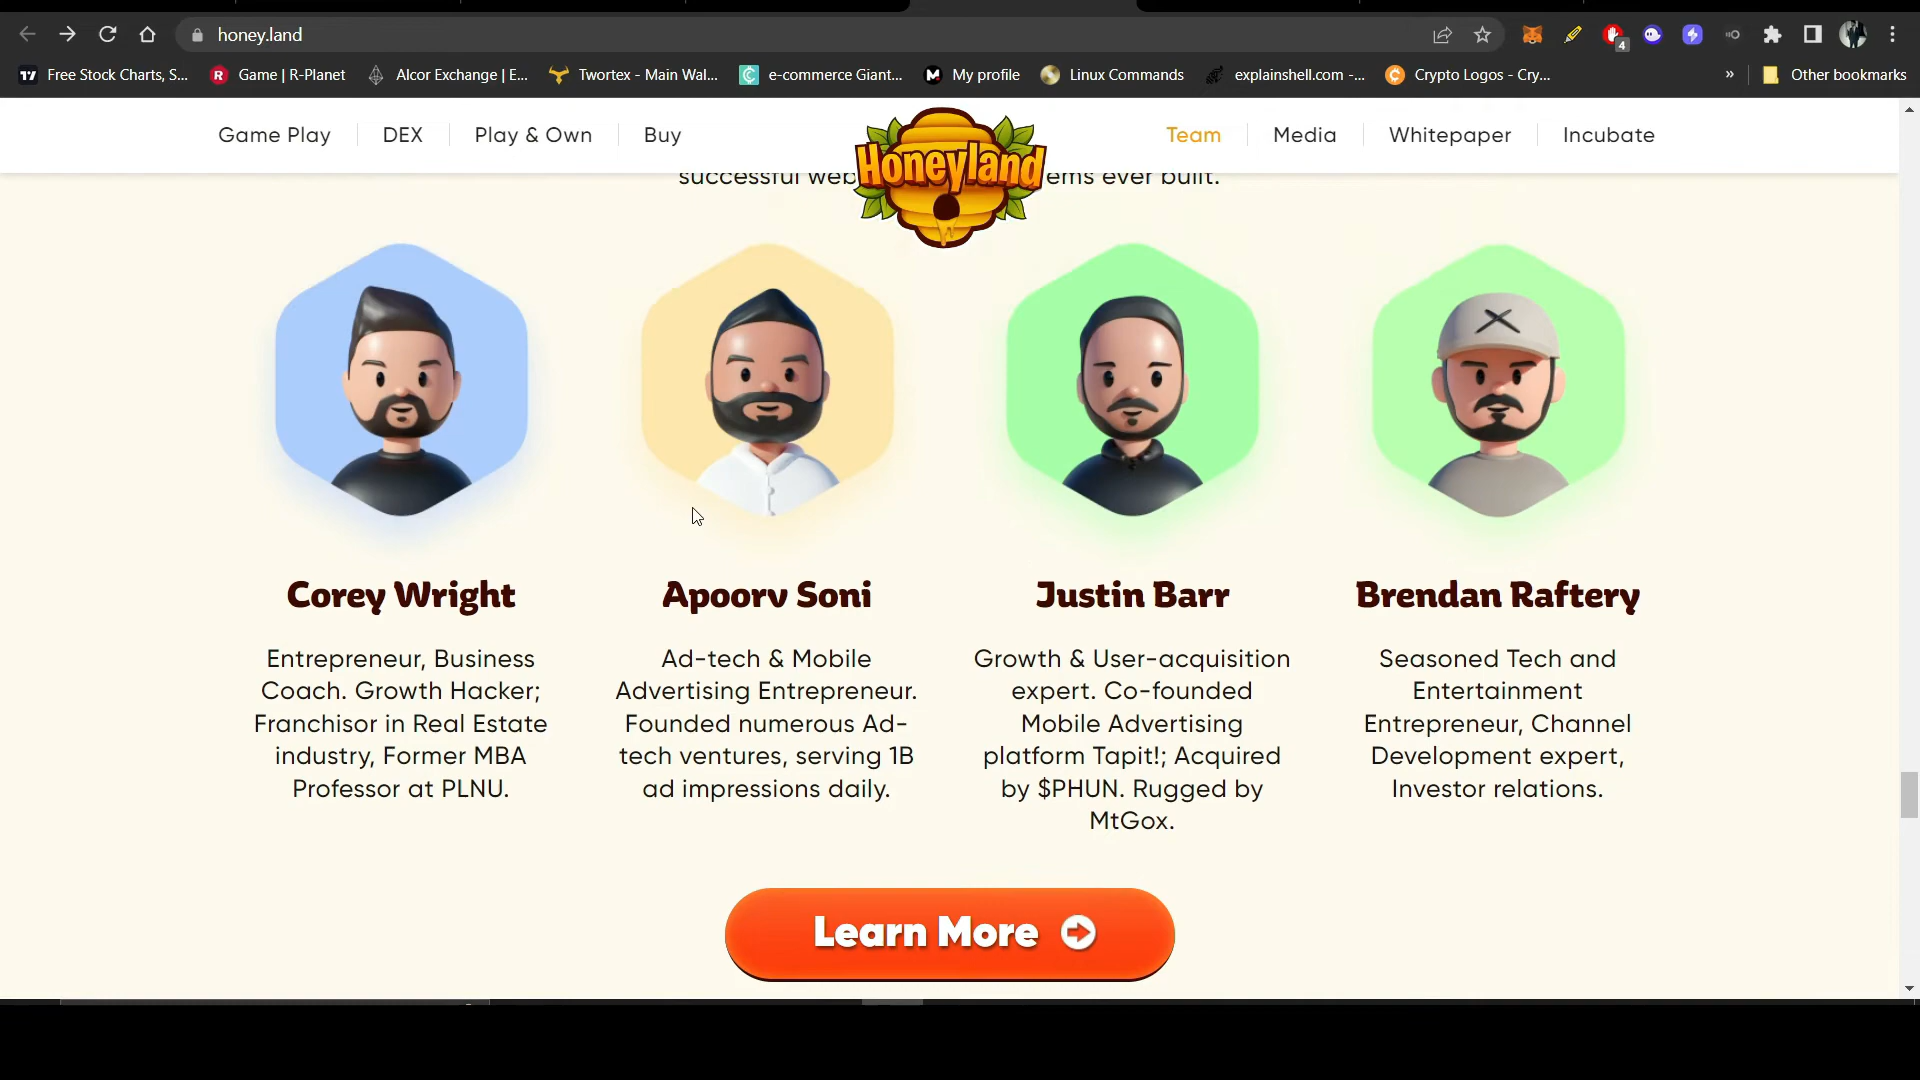 honey.land
4
Free Stock Charts, S...
Game | R-Planet
Alcor Exchange | E...
Twortex - Main Wal...
e-commerce Giant...
My profile
Linux Commands
explainshell.com -...
Crypto Logos - Cry...
»
Other bookmarks
Game Play
DEX
Play & Own
Buy
Honeyland
Team
Media
Whitepaper
Incubate
successful web ems ever built.
Corey Wright
Entrepreneur, Business
Coach. Growth Hacker;
Franchisor in Real Estate
industry, Former MBA
Professor at PLNU.
Apoorv Soni
Ad-tech & Mobile
Advertising Entrepreneur.
Founded numerous Ad-
tech ventures, serving 1B
ad impressions daily.
Justin Barr
Growth & User-acquisition
expert. Co-founded
Mobile Advertising
platform Tapit!; Acquired
by $PHUN. Rugged by
MtGox.
Brendan Raftery
Seasoned Tech and
Entertainment
Entrepreneur, Channel
Development expert,
Investor relations.
Learn More